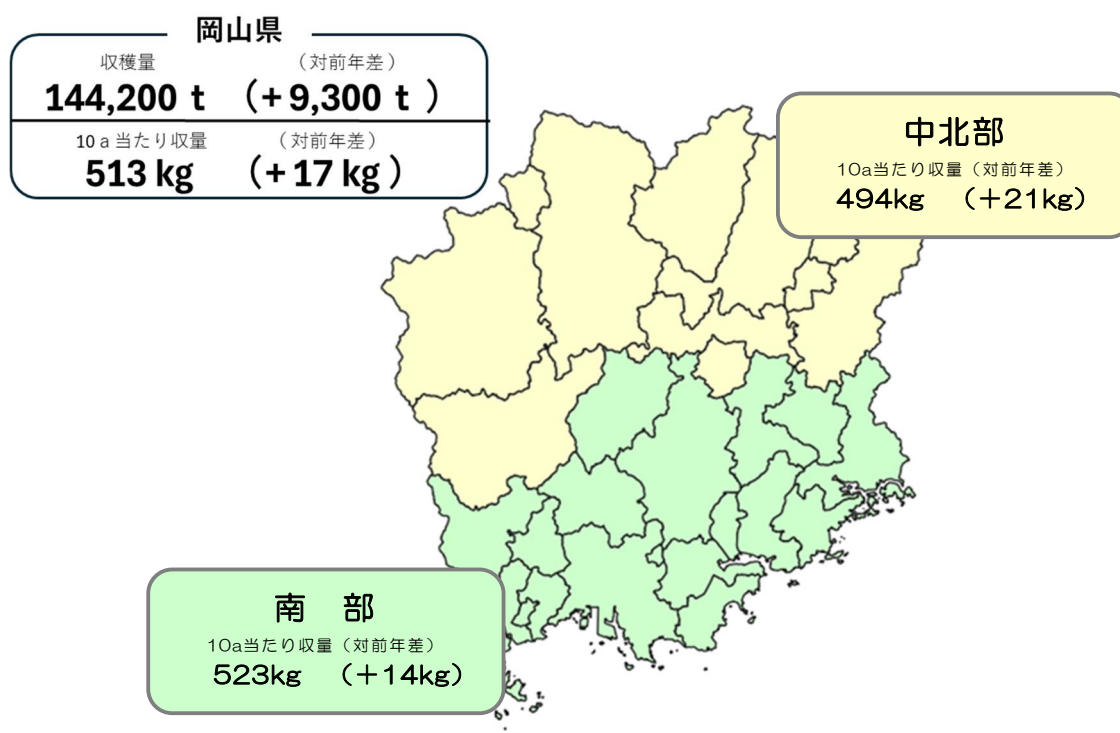 岡山県
収穫量 （対前年差）
144,200 t （+9,300 t ）
10 a 当たり収量 （対前年差）
513 kg （+17 kg ）
中北部
10a当たり収量（対前年差）
494kg （＋21kg）
南 部
10a当たり収量（対前年差）
523kg （＋14kg）